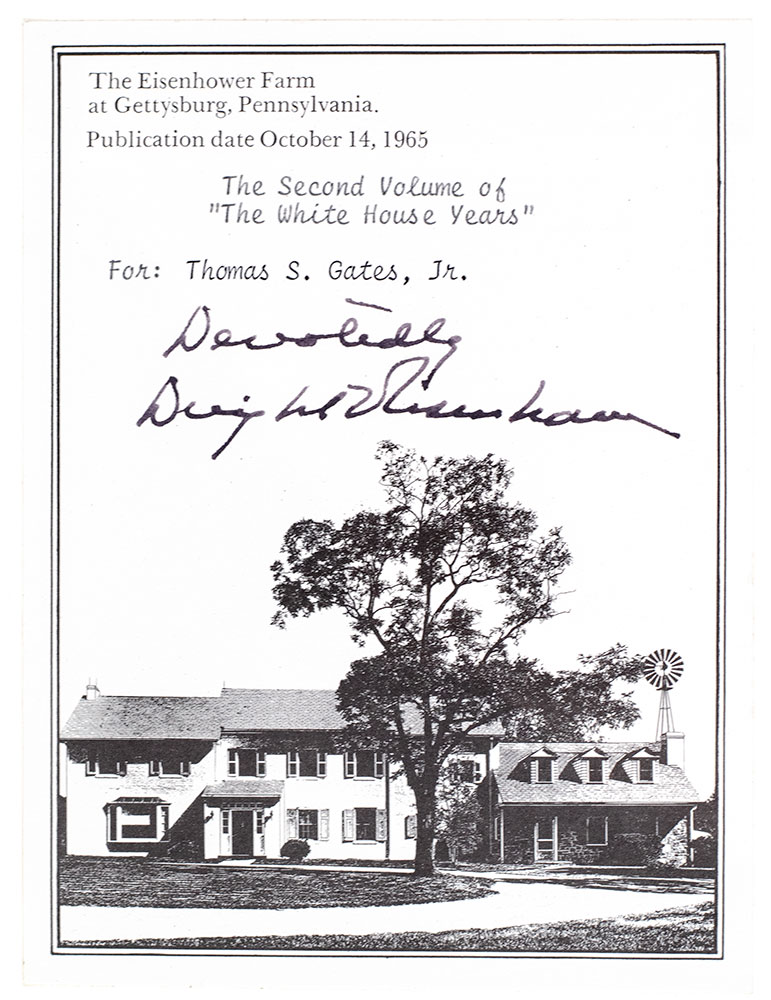 The Eisenhower Farm
at Gettysburg, Pennsylvania.
Publication date October 14, 1965
The Second Volume of
"The White House Years"
For: Thomas S. Gates, Jr.
Devotedly
Dwight D Eisenhower